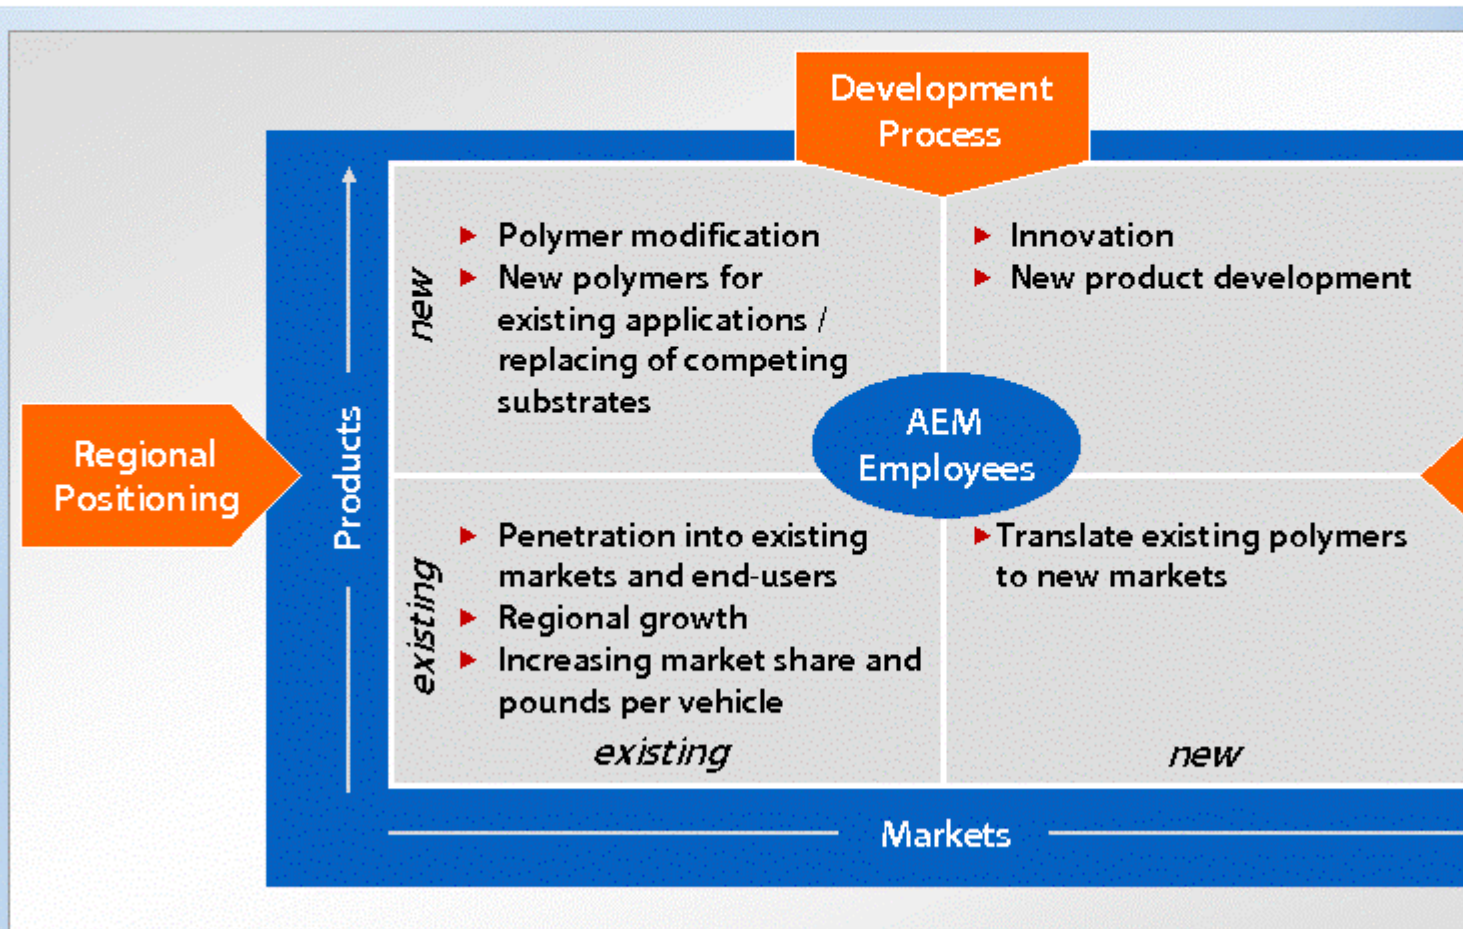 Development
Process
Polymer modification
New polymers for
existing applications /
replacing of competing
substrates
new
Innovation
New product development
Regional
Positioning
Products
AEM
Employees
Penetration into existing
markets and end-users
Regional growth
Increasing market share and
pounds per vehicle
existing
Translate existing polymers
to new markets
existing
new
Markets